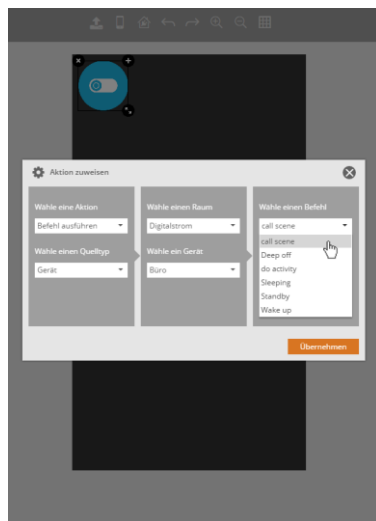 Aktion zuweisen
Wähle eine Aktion
Befehl ausführen
Wähle einen Quelltyp
Gerät
Wähle einen Raum
Digitalstrom
Wähle ein Gerät
Büro
Wähle einen Befehl
call scene
call scene
Deep off
do activity
Sleeping
Standby
Wake up
Übernehmen